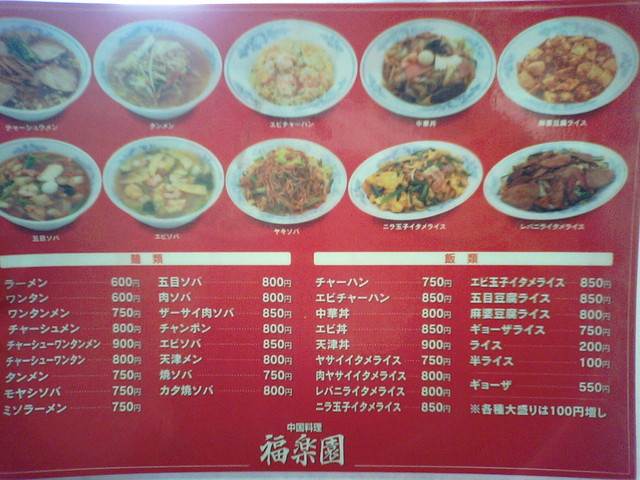 チャーシュウメン
タンメン
エビチャーハン
中華丼
麻婆豆腐ライス
五目ソバ
エビソバ
ヤキソバ
ニラ玉子イタメライス
レバニライタメライス
麺類
ラーメン 600円
ワンタン 600円
ワンタンメン 750円
チャーシュメン 800円
チャーシューワンタンメン 900円
チャーシューワンタン 800円
タンメン 750円
モヤシソバ 750円
ミソラーメン 750円
五目ソバ 800円
肉ソバ 800円
ザーサイ肉ソバ 850円
チャンポン 800円
エビソバ 850円
天津メン 800円
焼ソバ 750円
カタ焼ソバ 800円
飯類
チャーハン 750円
エビチャーハン 850円
中華丼 800円
エビ丼 850円
天津丼 900円
ヤサイイタメライス 750円
肉ヤサイイタメライス 800円
レバニライタメライス 800円
ニラ玉子イタメライス 850円
エビ玉子イタメライス 850円
五目豆腐ライス 850円
麻婆豆腐ライス 800円
ギョーザライス 750円
ライス 200円
半ライス 100円
ギョーザ 550円
※各種大盛りは100円増し
中国料理
福楽園